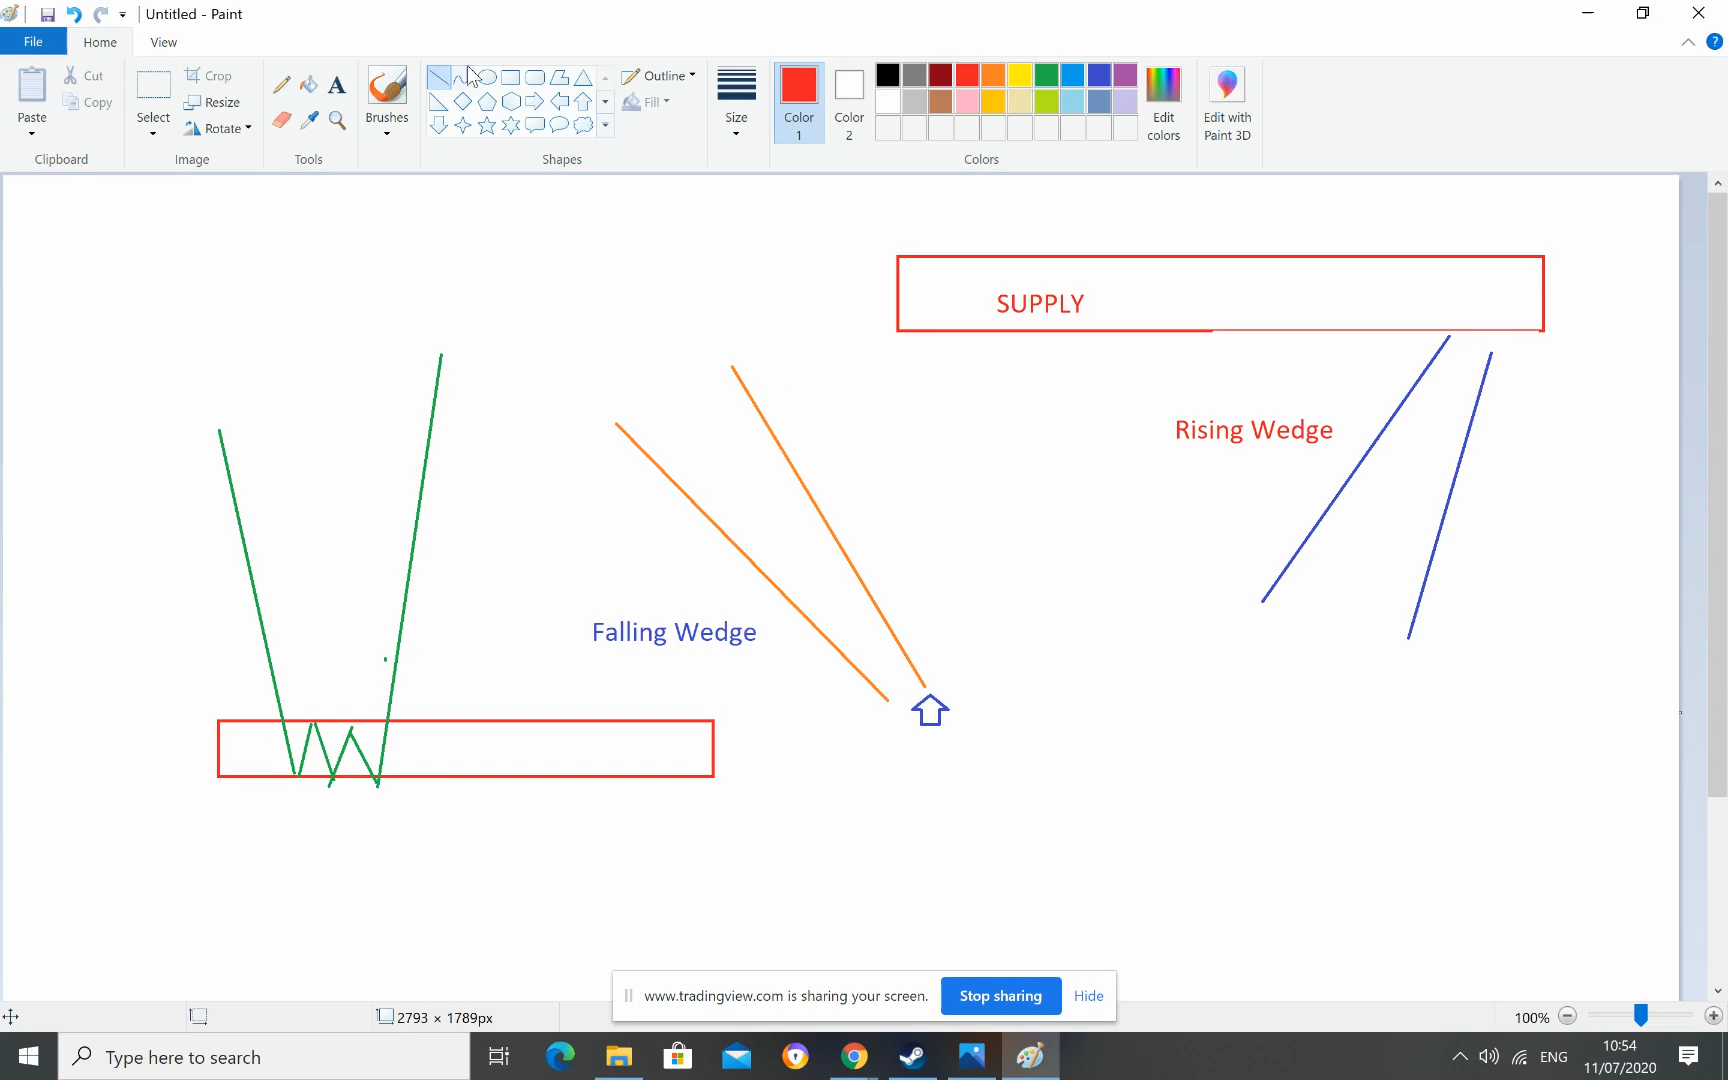 Untitled - Paint
File
Home
View
Paste
Cut
Copy
Clipboard
Select
Crop
Resize
Rotate
Image
A
Tools
Brushes
Shapes
Outline
Fill
Size
Color
1
Color
2
Colors
Edit
colors
Edit with
Paint 3D
?
SUPPLY
Rising Wedge
Falling Wedge
www.tradingview.com is sharing your screen.
Stop sharing
Hide
2793 × 1789px
100%
Type here to search
ENG
10:54
11/07/2020